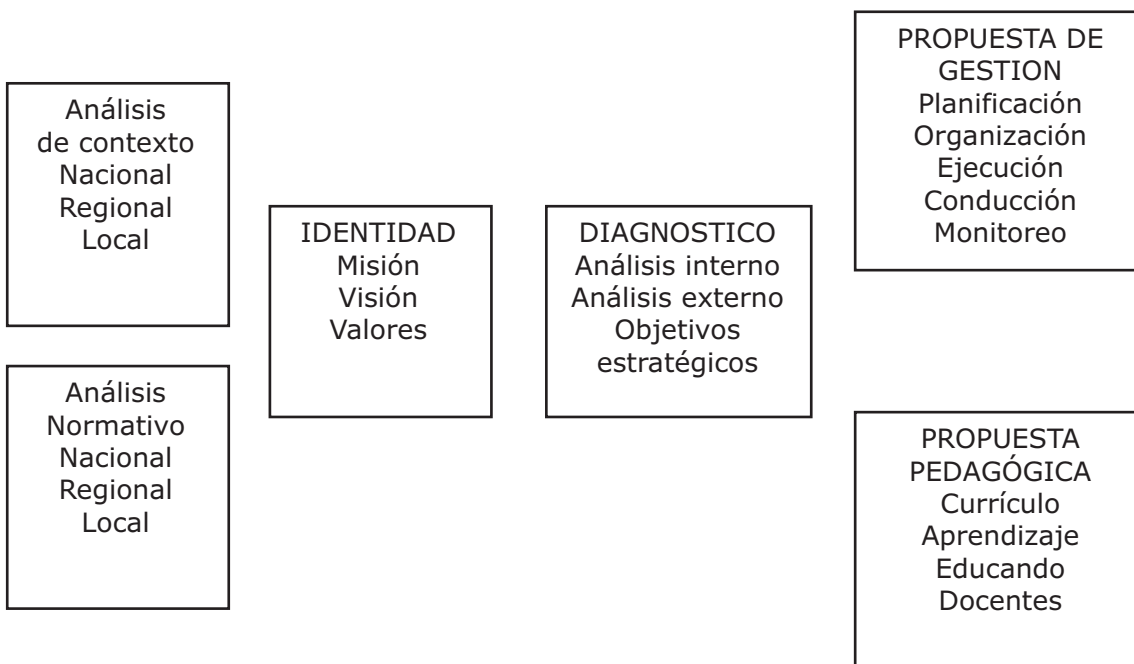 Análisis
de contexto
Nacional
Regional
Local
Análisis
Normativo
Nacional
Regional
Local
IDENTIDAD
Misión
Visión
Valores
DIAGNOSTICO
Análisis interno
Análisis externo
Objetivos
estratégicos
PROPUESTA DE
GESTION
Planificación
Organización
Ejecución
Conducción
Monitoreo
PROPUESTA
PEDAGÓGICA
Currículo
Aprendizaje
Educando
Docentes